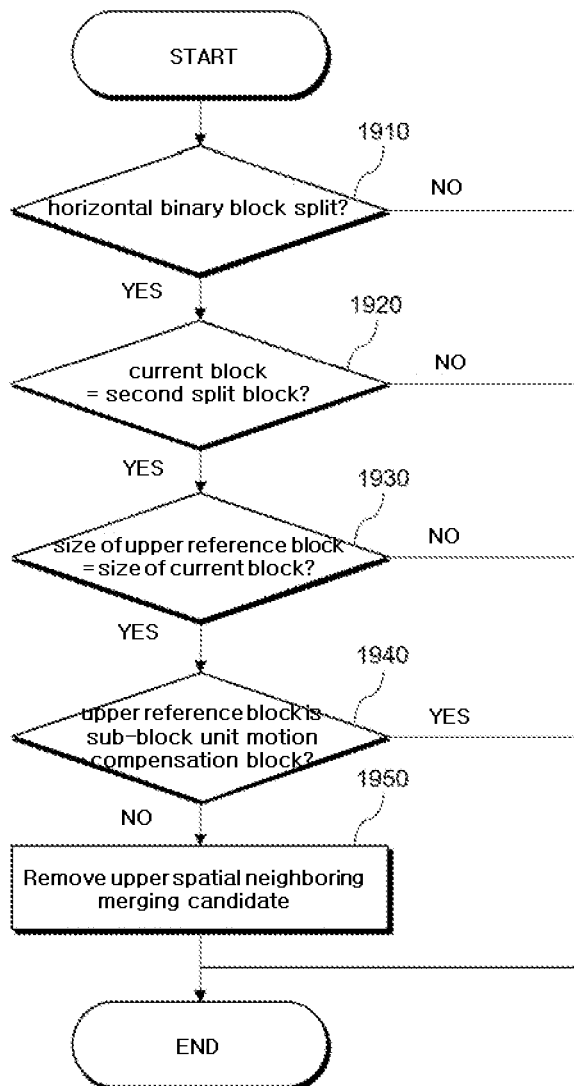 START
1910
horizontal binary block split?
NO
YES
1920
current block
= second split block?
NO
YES
1930
size of upper reference block
= size of current block?
NO
YES
1940
upper reference block is
sub-block unit motion
compensation block?
YES
NO
1950
Remove upper spatial neighboring
merging candidate
END